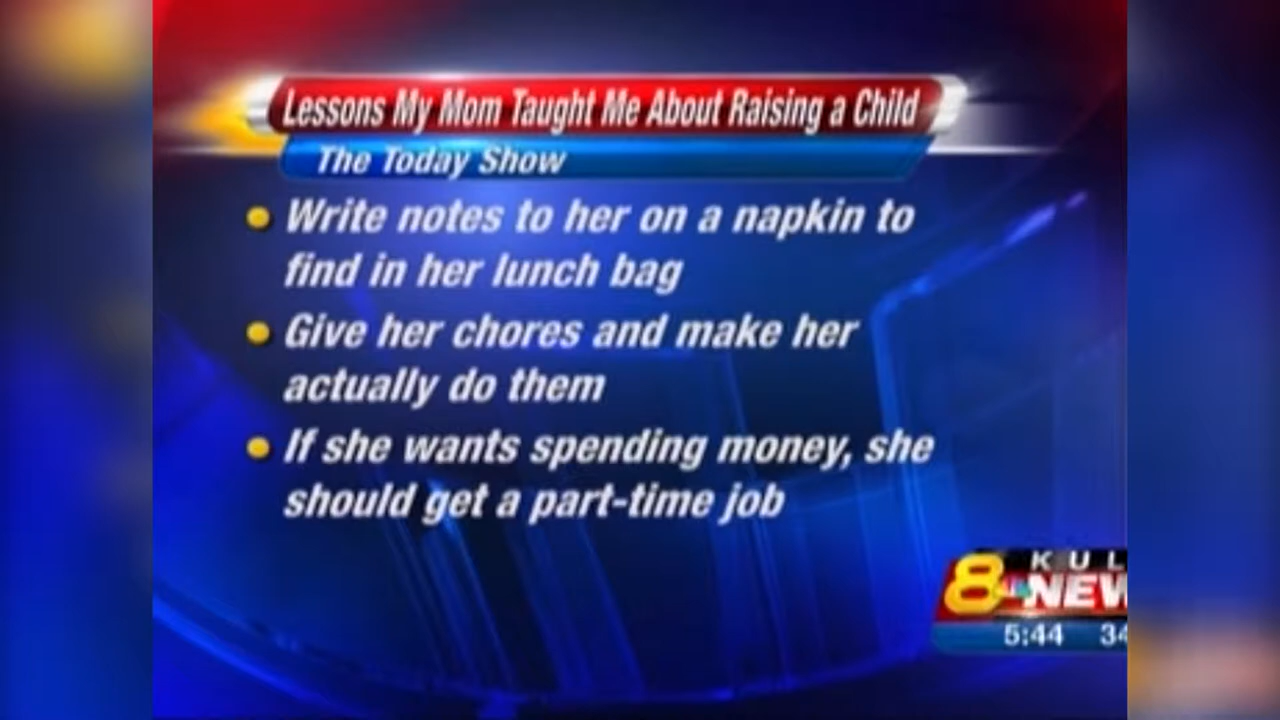 Lessons My Mom Taught Me About Raising a Child
The Today Show
Write notes to her on a napkin to
find in her lunch bag
Give her chores and make her
actually do them
If she wants spending money, she
should get a part-time job
8
K U L
NEW
5:44 34